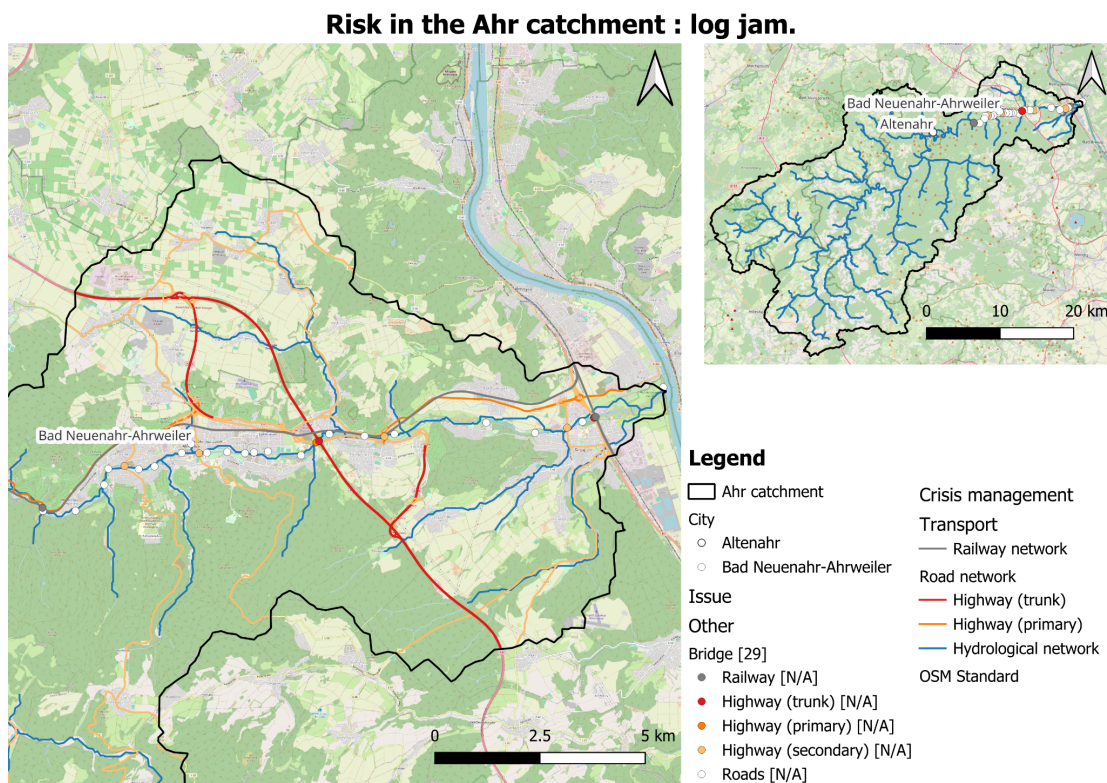 Risk in the Ahr catchment : log jam.
Bad Neuenahr-Ahrweiler
Altenahr
0 10 20 km
Bad Neuenahr-Ahrweiler
0 2.5 5 km
Legend
Ahr catchment
City
Altenahr
Bad Neuenahr-Ahrweiler
Issue
Other
Bridge [29]
Railway [N/A]
Highway (trunk) [N/A]
Highway (primary) [N/A]
Highway (secondary) [N/A]
Roads [N/A]
Crisis management
Transport
Railway network
Road network
Highway (trunk)
Highway (primary)
Hydrological network
OSM Standard